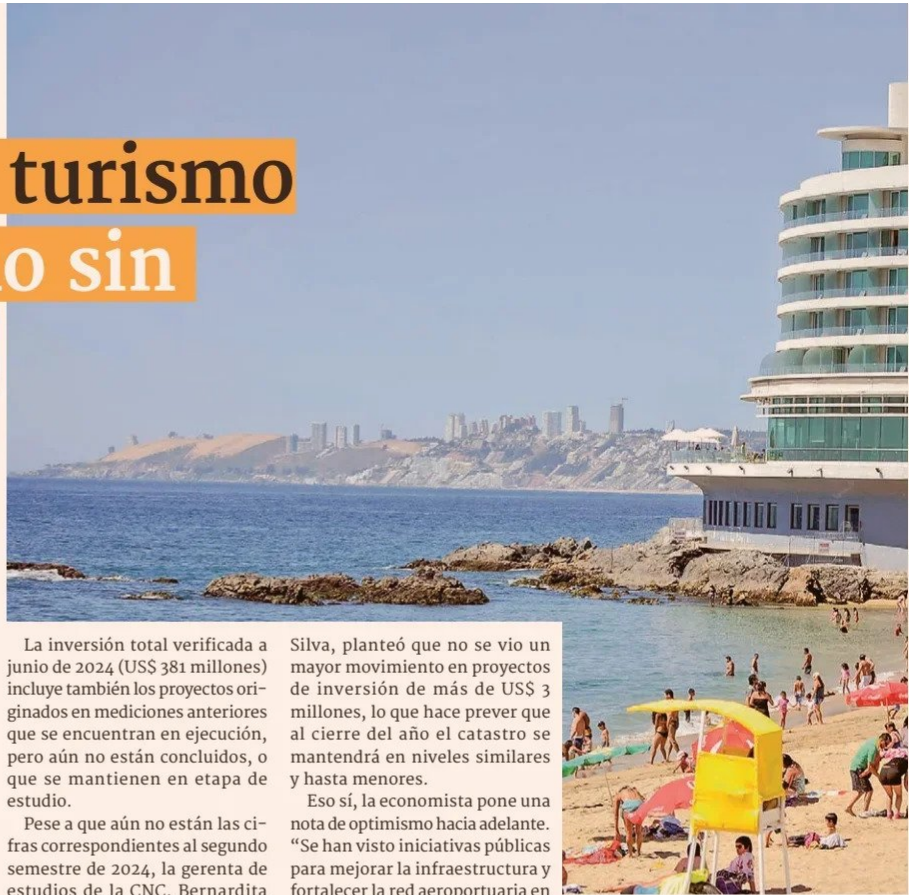 turismo
o sin
La inversión total verificada a
junio de 2024 (US$ 381 millones)
incluye también los proyectos ori-
ginados en mediciones anteriores
que se encuentran en ejecución,
pero aún no están concluidos, o
que se mantienen en etapa de
estudio.
Pese a que aún no están las ci-
fras correspondientes al segundo
semestre de 2024, la gerenta de
estudios de la CNC, Bernardita
Silva, planteó que no se vio un
mayor movimiento en proyectos
de inversión de más de US$ 3
millones, lo que hace prever que
al cierre del año el catastro se
mantendrá en niveles similares
y hasta menores.
Eso sí, la economista pone una
nota de optimismo hacia adelante.
“Se han visto iniciativas públicas
para mejorar la infraestructura y
fortalecer la red aeroportuaria en